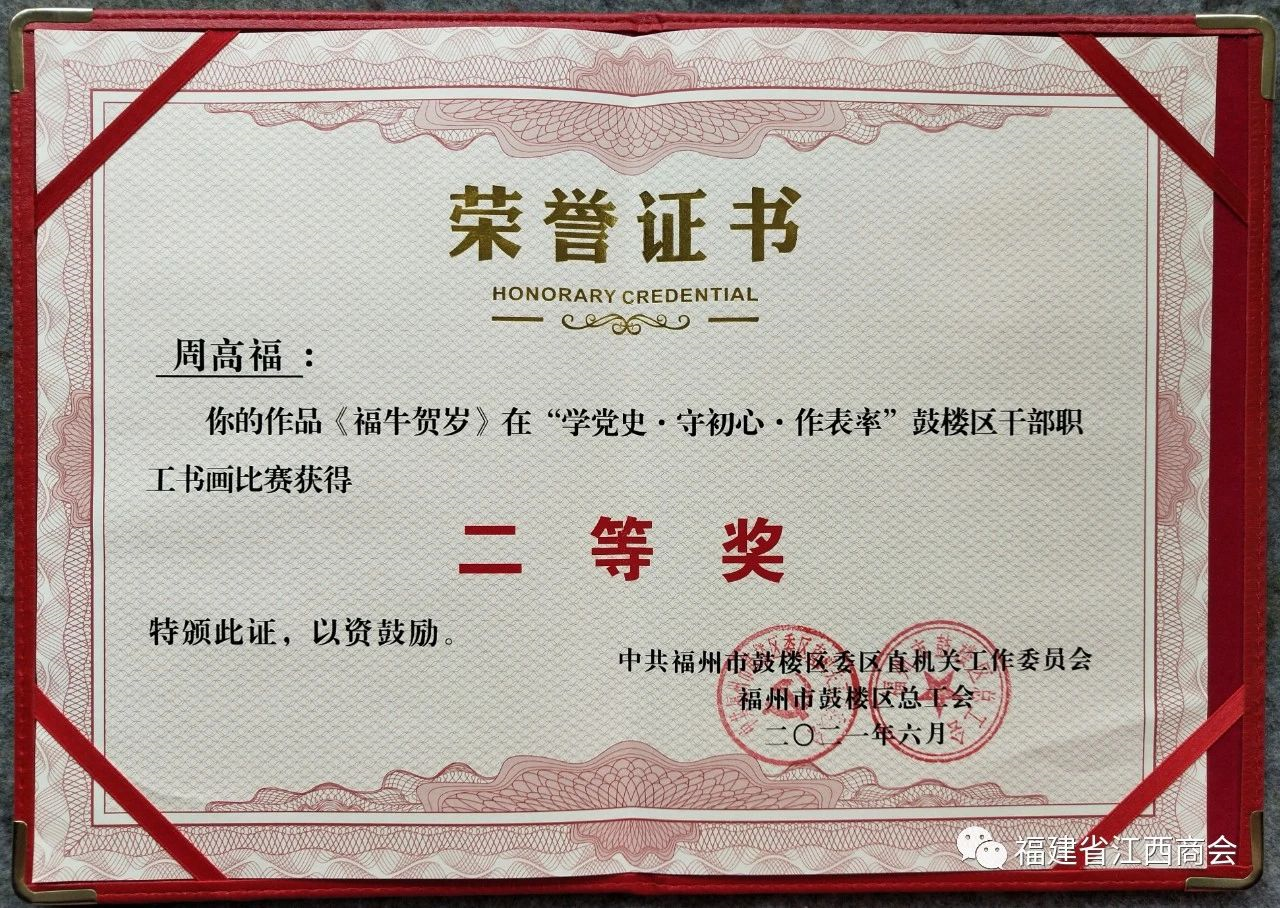 荣誉证书
HONORARY CREDENTIAL
周高福：
你的作品《福牛贺岁》在“学党史·守初心·作表率”鼓楼区干部职
工书画比赛获得
二等奖
特颁此证，以资鼓励。
中共福州市鼓楼区委区直机关工作委员会
福州市鼓楼区总工会
二〇二一年六月
福建省江西商会